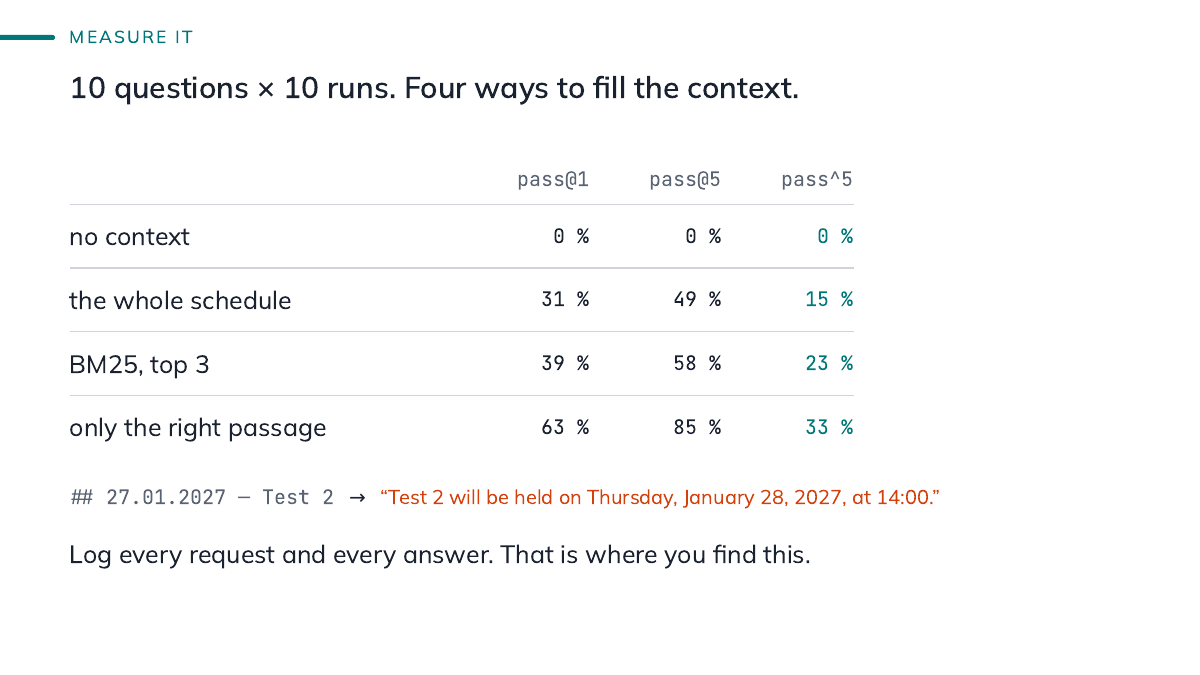 MEASURE IT
10 questions × 10 runs. Four ways to fill the context.
pass@1 pass@5 pass^5
no context 0 % 0 % 0 %
the whole schedule 31 % 49 % 15 %
BM25, top 3 39 % 58 % 23 %
only the right passage 63 % 85 % 33 %
## 27.01.2027 — Test 2 → “Test 2 will be held on Thursday, January 28, 2027, at 14:00.”
Log every request and every answer. That is where you find this.